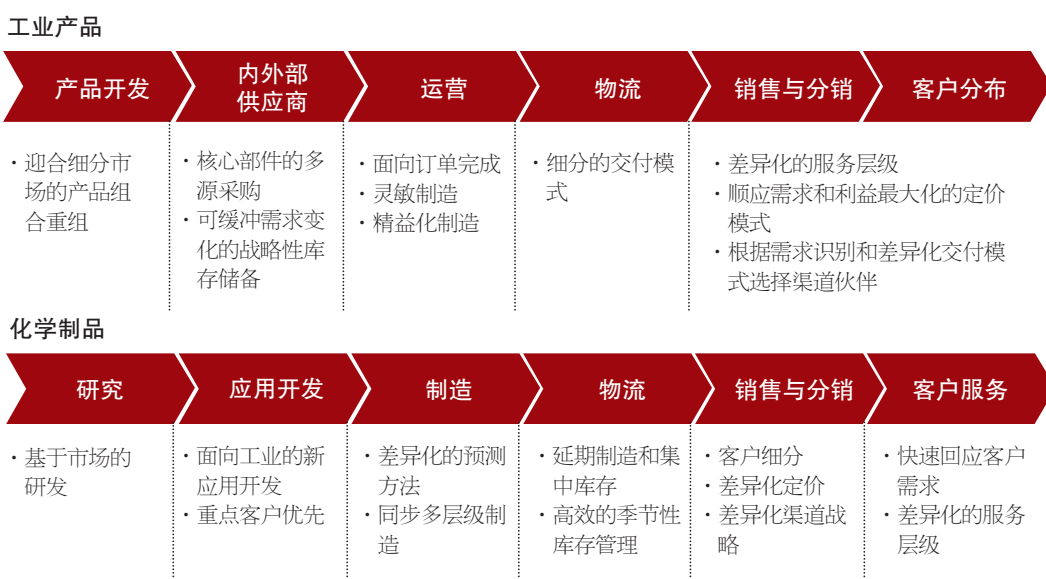 工业产品
产品开发
内外部
供应商
运营
物流
销售与分销
客户分布
・迎合细分市
场的产品组
合重组
・核心部件的多
源采购
・可缓冲需求变
化的战略性库
存储备
・面向订单完成
・灵敏制造
・精益化制造
・细分的交付模
式
・差异化的服务层级
・顺应需求和利益最大化的定价
模式
・根据需求识别和差异化交付模
式选择渠道伙伴
化学制品
研究
应用开发
制造
物流
销售与分销
客户服务
・基于市场的
研发
・面向工业的新
应用开发
・重点客户优先
・差异化的预测
方法
・同步多层级制
造
・延期制造和集
中库存
・高效的季节性
库存管理
・客户细分
・差异化定价
・差异化渠道战
略
・快速回应客户
需求
・差异化的服务
层级